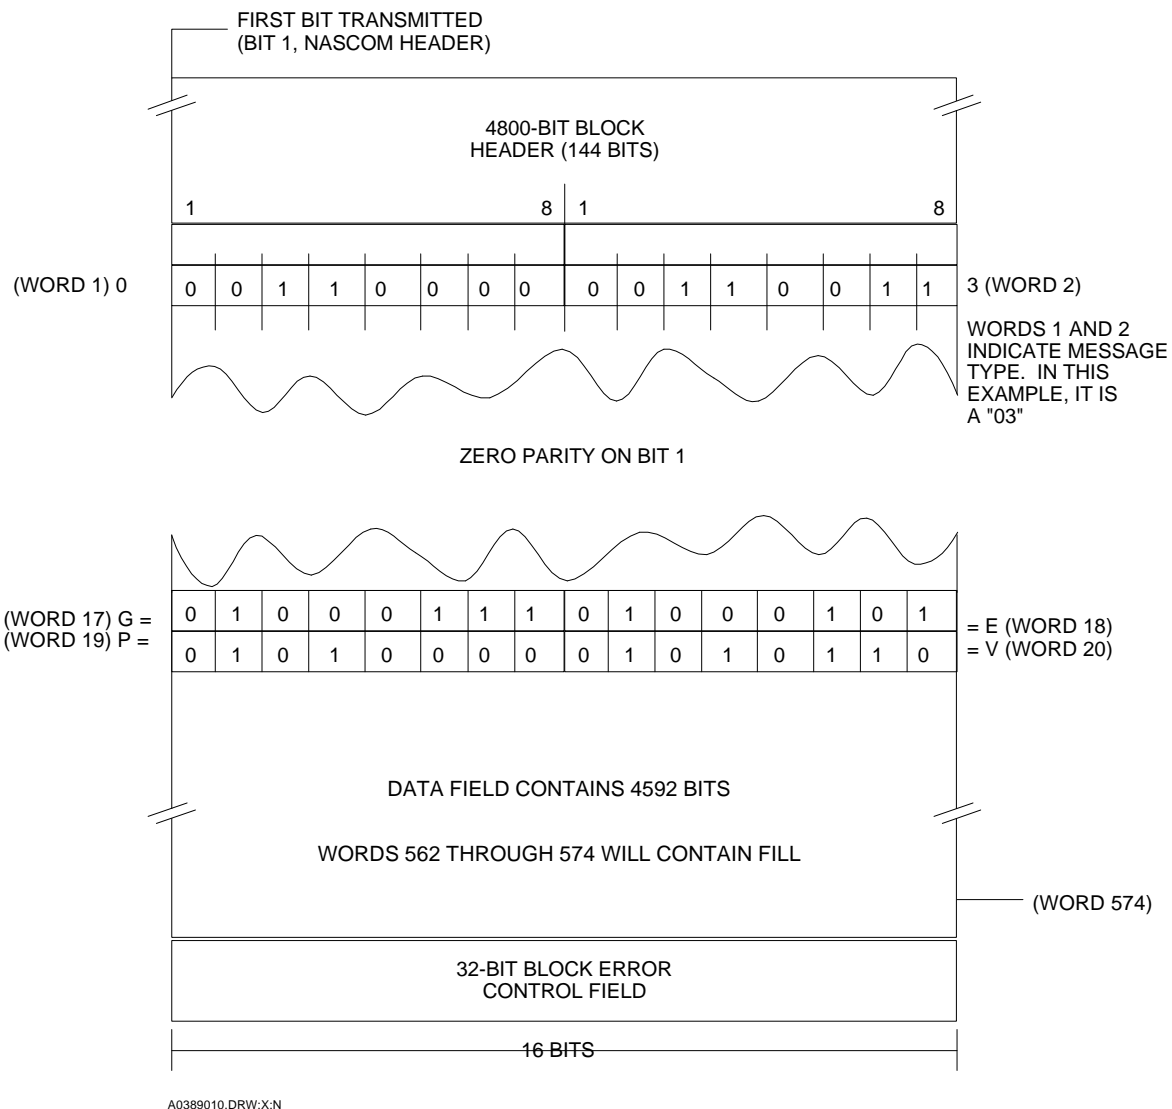 FIRST BIT TRANSMITTED
(BIT 1, NASCOM HEADER)
4800-BIT BLOCK
HEADER (144 BITS)
1 8 1 8
(WORD 1) 0 0 0 1 1 0 0 0 0 0 0 1 1 0 0 1 1 3 (WORD 2)
WORDS 1 AND 2
INDICATE MESSAGE
TYPE. IN THIS
EXAMPLE, IT IS
A "03"
ZERO PARITY ON BIT 1
(WORD 17) G = 0 1 0 0 0 1 1 1 0 1 0 0 0 1 0 1 = E (WORD 18)
(WORD 19) P = 0 1 0 1 0 0 0 0 0 1 0 1 0 1 1 0 = V (WORD 20)
DATA FIELD CONTAINS 4592 BITS
WORDS 562 THROUGH 574 WILL CONTAIN FILL
(WORD 574)
32-BIT BLOCK ERROR
CONTROL FIELD
16 BITS
A0389010.DRW:X:N